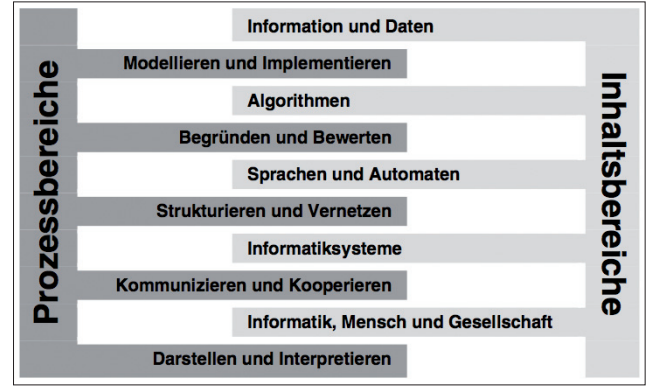 Prozessbereiche
Information und Daten
Modellieren und Implementieren
Algorithmen
Begründen und Bewerten
Sprachen und Automaten
Strukturieren und Vernetzen
Informatiksysteme
Kommunizieren und Kooperieren
Informatik, Mensch und Gesellschaft
Darstellen und Interpretieren
Inhaltsbereiche